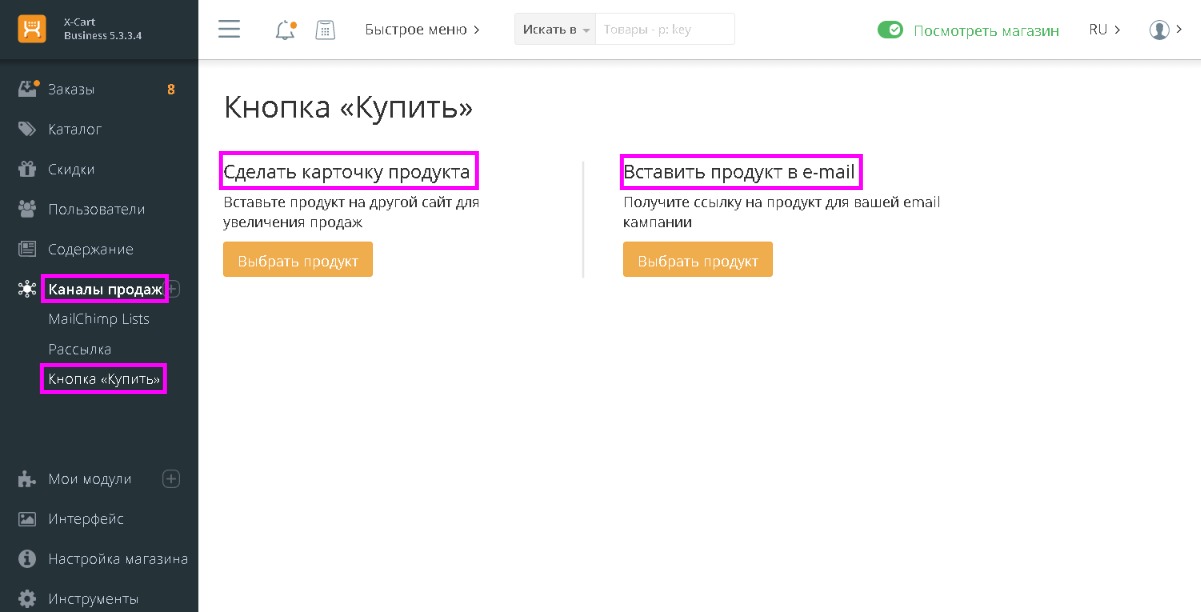 X-Cart
Business 5.3.3.4
Быстрое меню
Искать в
Товары - p: key
Посмотреть магазин
RU
Заказы
8
Каталог
Скидки
Пользователи
Содержание
Каналы продаж
MailChimp Lists
Рассылка
Кнопка «Купить»
Мои модули
Интерфейс
Настройка магазина
Инструменты
Кнопка «Купить»
Сделать карточку продукта
Вставьте продукт на другой сайт для
увеличения продаж
Выбрать продукт
Вставить продукт в e-mail
Получите ссылку на продукт для вашей email
кампании
Выбрать продукт